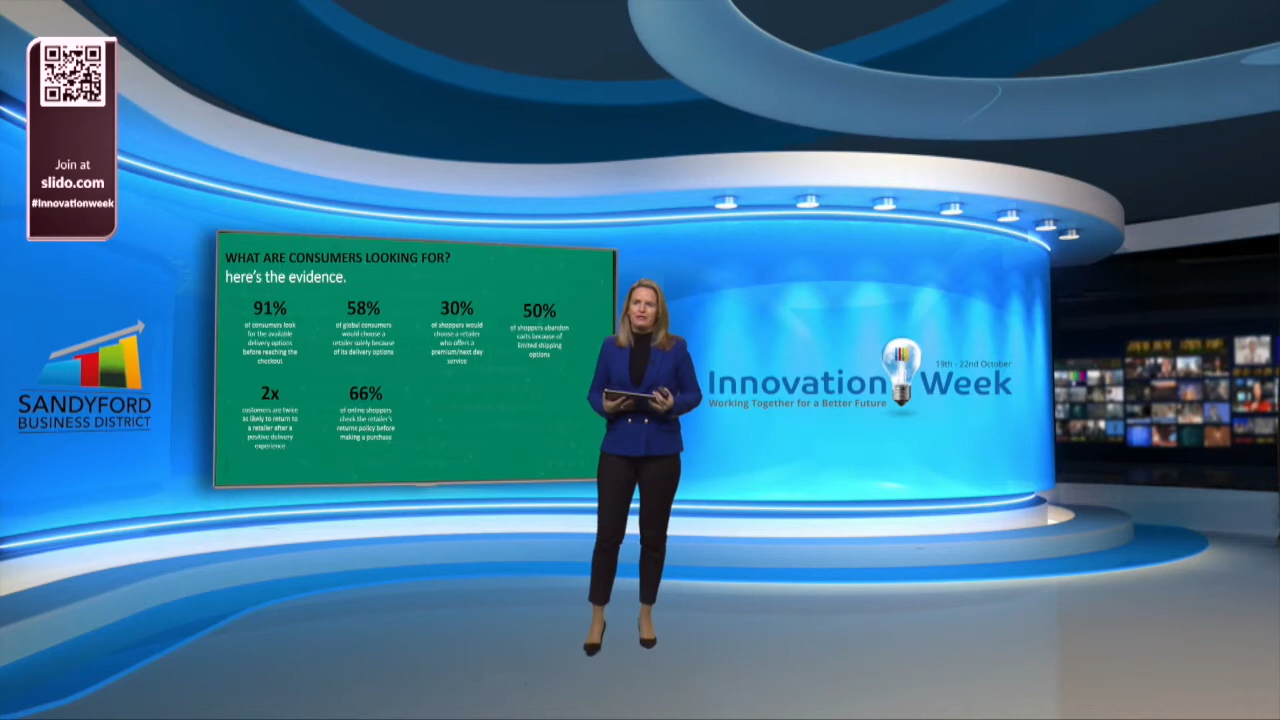 Join at
slido.com
#Innovationweek
WHAT ARE CONSUMERS LOOKING FOR?
here's the evidence.
91%
of consumers look
for the available
delivery options
before reaching the
checkout
58%
of global consumers
would choose a
retailer solely because
of its delivery options
30%
of shoppers would
choose a retailer
who offers a
premium/next day
service
50%
of shoppers abandon
carts because of
limited shipping
options
2x
customers are twice
as likely to return to
a retailer after a
positive delivery
experience
66%
of online shoppers
check the retailer's
returns policy before
making a purchase
SANDYFORD
BUSINESS DISTRICT
19th - 22nd October
Innovation Week
Working Together for a Better Future